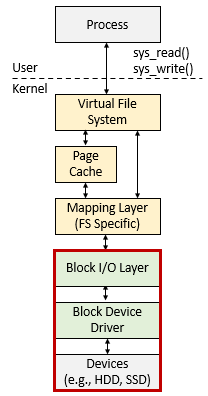 Process
sys_read()
sys_write()
User
Kernel
Virtual File
System
Page
Cache
Mapping Layer
(FS Specific)
Block I/O Layer
Block Device
Driver
Devices
(e.g., HDD, SSD)